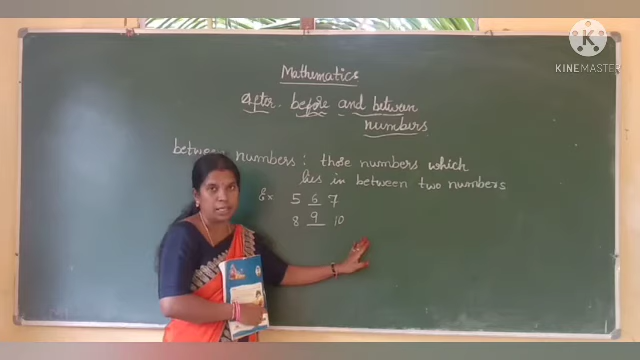 Mathematics
After. before and between
numbers
between numbers : those numbers which
lies in between two numbers
Ex 5 6 7
8 9 10
KINEMASTER